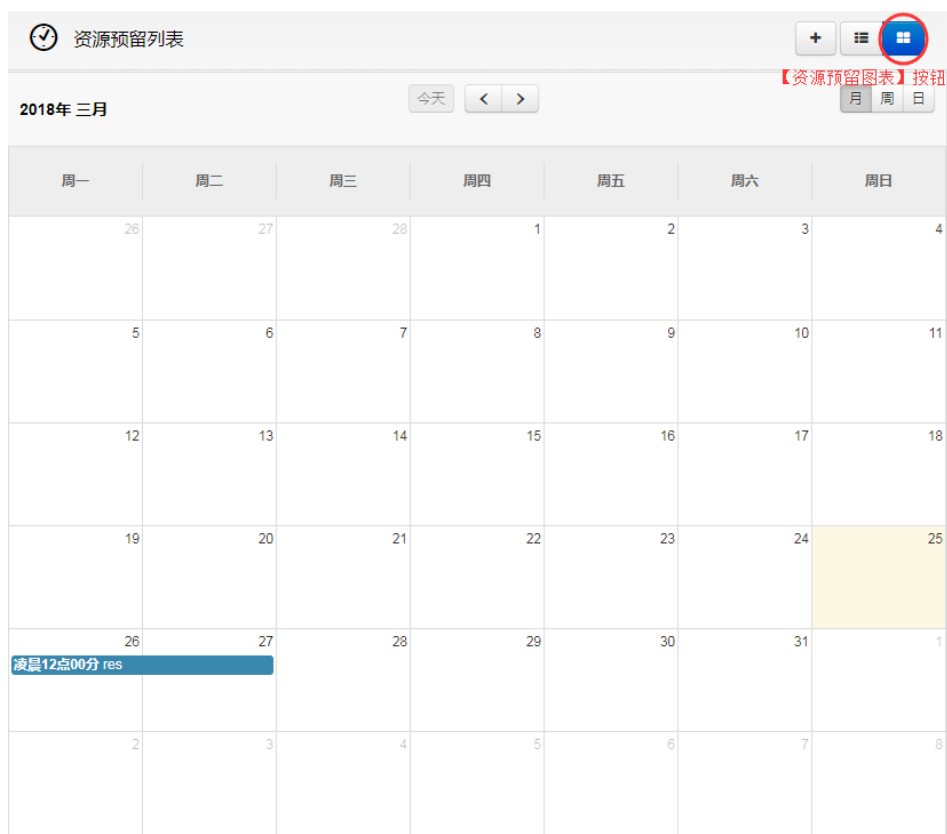 资源预留列表
【资源预留图表】按钮
2018年 三月
今天
月 周 日
周一 周二 周三 周四 周五 周六 周日
26 27 28 1 2 3 4
5 6 7 8 9 10 11
12 13 14 15 16 17 18
19 20 21 22 23 24 25
26 27 28 29 30 31 1
凌晨12点00分 res
2 3 4 5 6 7 8